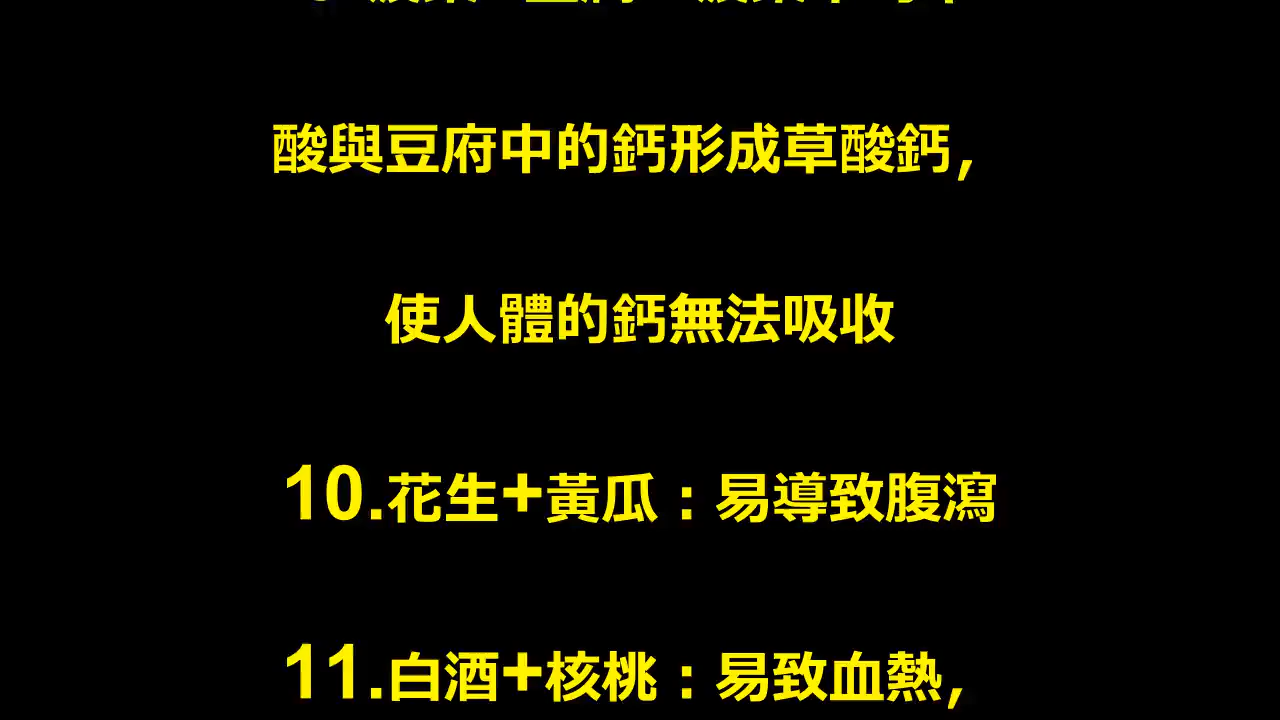 酸與豆府中的鈣形成草酸鈣,
使人體的鈣無法吸收
10.花生+黃瓜：易導致腹瀉
11.白酒+核桃：易致血熱,